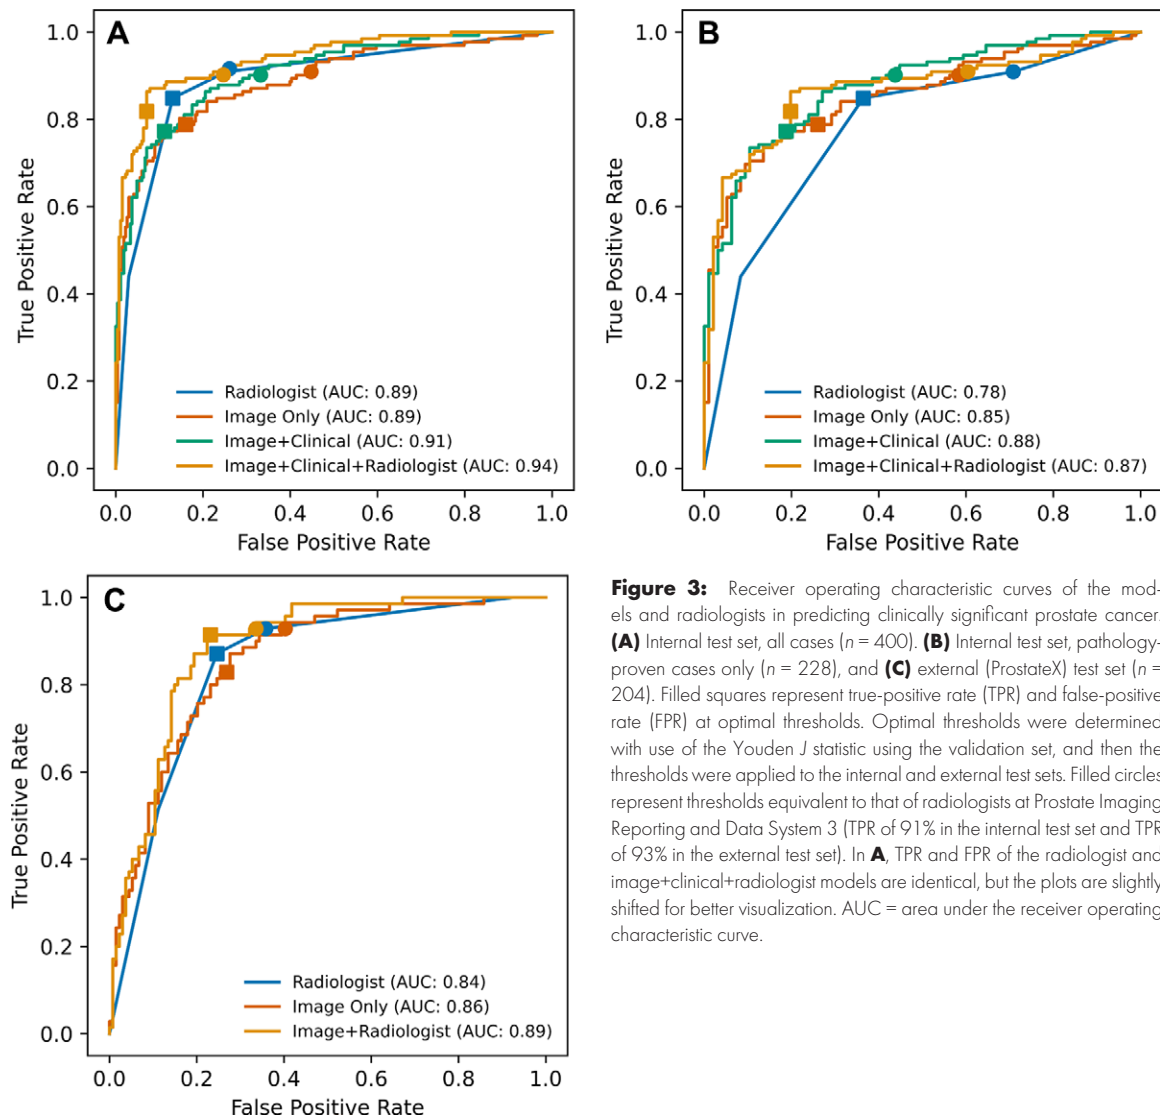 A
1.0
0.8
0.6
0.4
0.2
0.0
True Positive Rate
Radiologist (AUC: 0.89)
Image Only (AUC: 0.89)
Image+Clinical (AUC: 0.91)
Image+Clinical+Radiologist (AUC: 0.94)
0.0 0.2 0.4 0.6 0.8 1.0
False Positive Rate
B
1.0
0.8
0.6
0.4
0.2
0.0
True Positive Rate
Radiologist (AUC: 0.78)
Image Only (AUC: 0.85)
Image+Clinical (AUC: 0.88)
Image+Clinical+Radiologist (AUC: 0.87)
0.0 0.2 0.4 0.6 0.8 1.0
False Positive Rate
C
1.0
0.8
0.6
0.4
0.2
0.0
True Positive Rate
Radiologist (AUC: 0.84)
Image Only (AUC: 0.86)
Image+Radiologist (AUC: 0.89)
0.0 0.2 0.4 0.6 0.8 1.0
False Positive Rate
Figure 3: Receiver operating characteristic curves of the mod-
els and radiologists in predicting clinically significant prostate cancer.
(A) Internal test set, all cases (n = 400). (B) Internal test set, pathology-
proven cases only (n = 228), and (C) external (ProstateX) test set (n =
204). Filled squares represent true-positive rate (TPR) and false-positive
rate (FPR) at optimal thresholds. Optimal thresholds were determined
with use of the Youden J statistic using the validation set, and then the
thresholds were applied to the internal and external test sets. Filled circles
represent thresholds equivalent to that of radiologists at Prostate Imaging
Reporting and Data System 3 (TPR of 91% in the internal test set and TPR
of 93% in the external test set). In A, TPR and FPR of the radiologist and
image+clinical+radiologist models are identical, but the plots are slightly
shifted for better visualization. AUC = area under the receiver operating
characteristic curve.